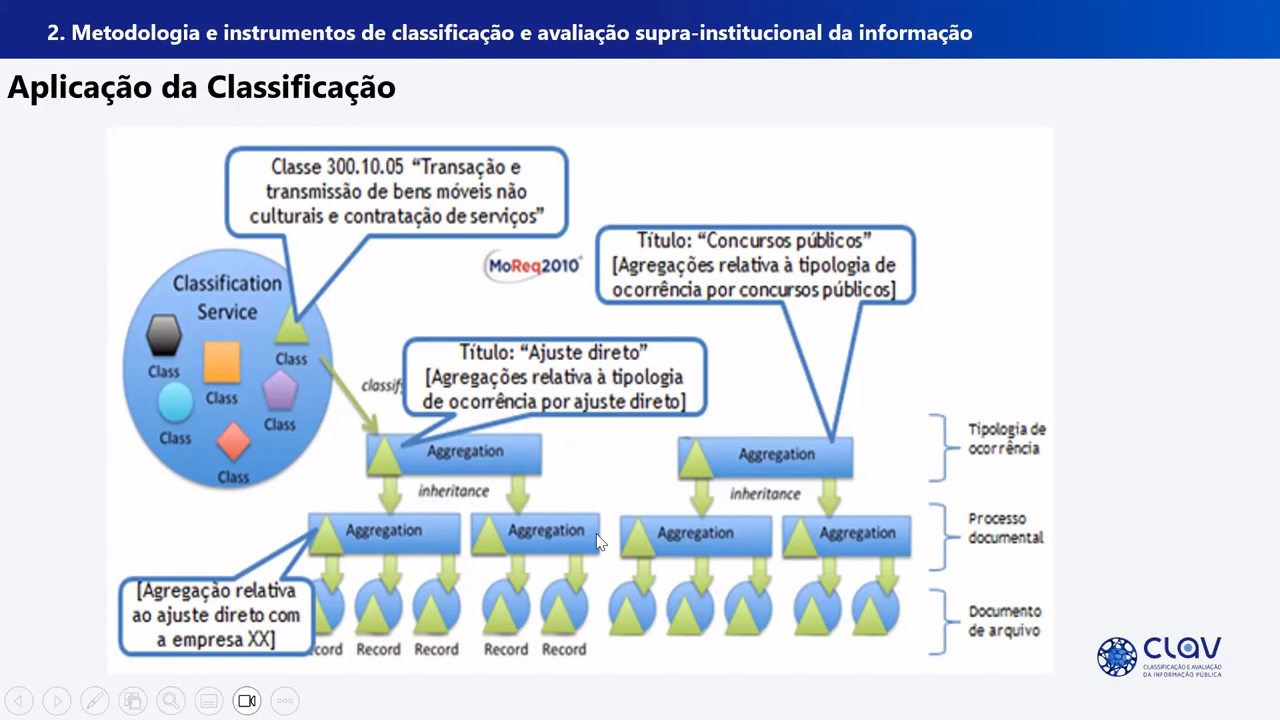 2. Metodologia e instrumentos de classificação e avaliação supra-institucional da informação
Aplicação da Classificação
Classe 300.10.05 “Transação e
transmissão de bens móveis não
culturais e contratação de serviços”
Título: “Concursos públicos”
[Agregações relativa à tipologia de
ocorrência por concursos públicos]
MoReq2010
Classification
Service
Class
Class
Class
Class
Class
Class
Título: “Ajuste direto”
[Agregações relativa à tipologia
de ocorrência por ajuste direto]
Aggregation
Aggregation
Tipologia de
ocorrência
inheritance
inheritance
Aggregation
Aggregation
Aggregation
Aggregation
Processo
documental
[Agregação relativa
ao ajuste direto com
a empresa XX]
Documento
de arquivo
Record
Record
Record
Record
CLAV
CLASSIFICAÇÃO E AVALIAÇÃO
DA INFORMAÇÃO PÚBLICA